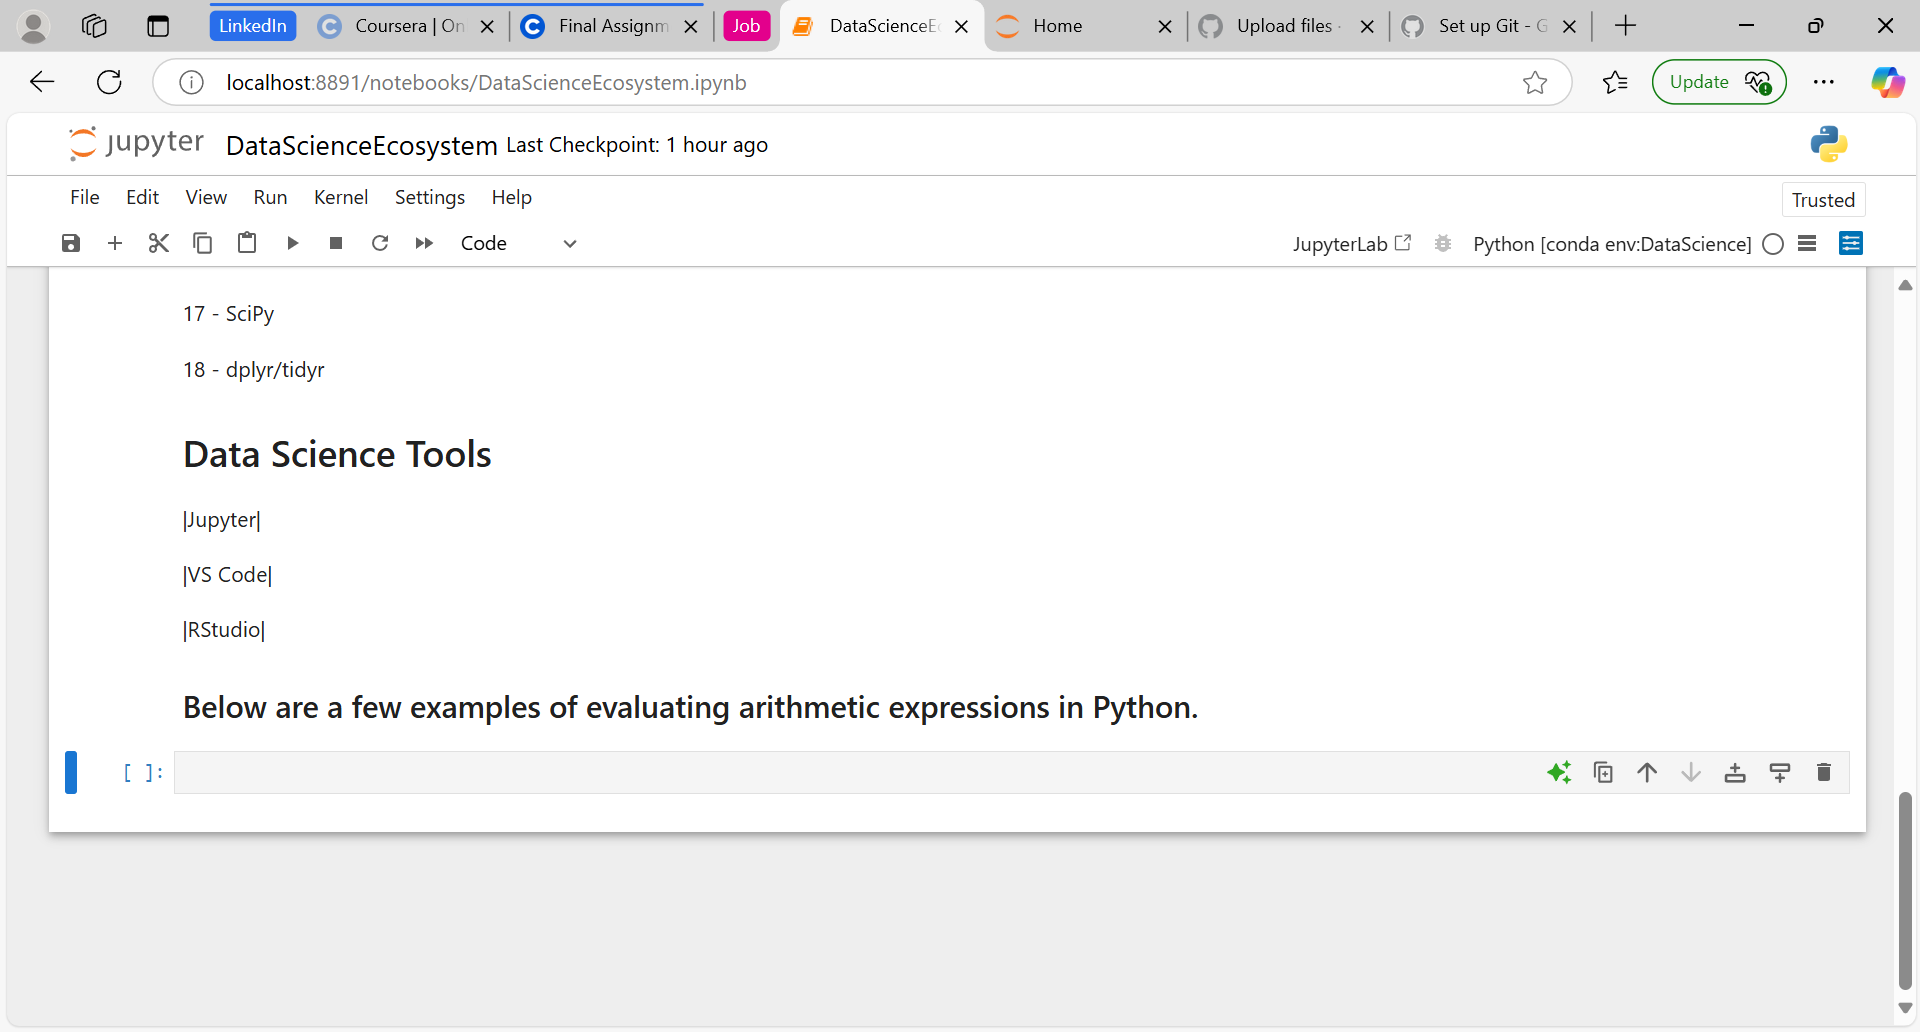 LinkedIn
Coursera | On
Final Assignm
Job
DataScienceEc
Home
Upload files ·
Set up Git - G
localhost:8891/notebooks/DataScienceEcosystem.ipynb
Update
jupyter
DataScienceEcosystem Last Checkpoint: 1 hour ago
File Edit View Run Kernel Settings Help
Trusted
Code
JupyterLab
Python [conda env:DataScience]
17 - SciPy
18 - dplyr/tidyr
Data Science Tools
|Jupyter|
|VS Code|
|RStudio|
Below are a few examples of evaluating arithmetic expressions in Python.
[ ]: